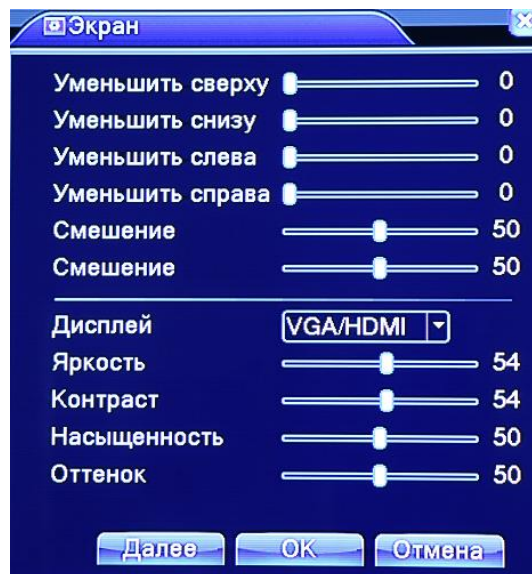 Экран
Уменьшить сверху 0
Уменьшить снизу 0
Уменьшить слева 0
Уменьшить справа 0
Смешение 50
Смешение 50
Дисплей VGA/HDMI
Яркость 54
Контраст 54
Насыщенность 50
Оттенок 50
Далее OK Отмена